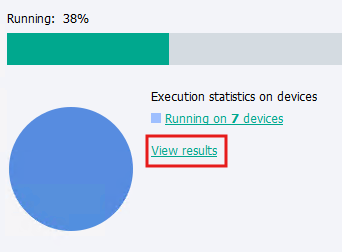 Running: 38%
Execution statistics on devices
Running on 7 devices
View results